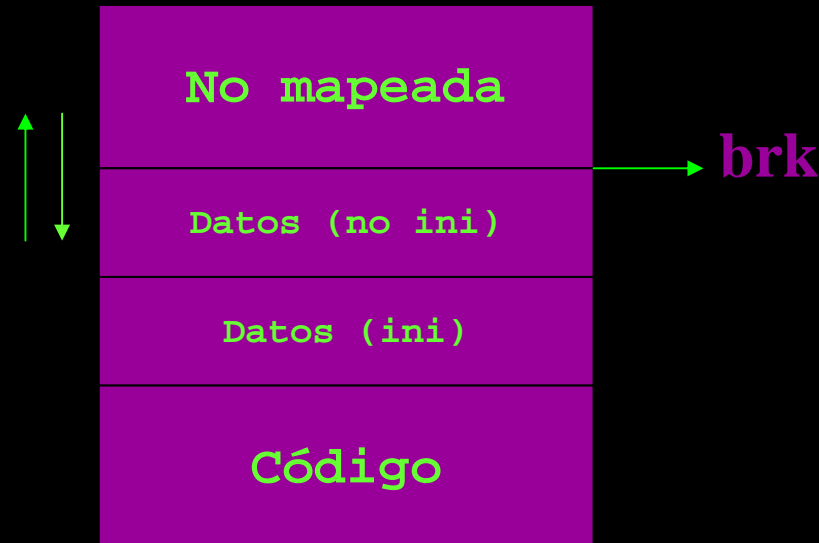 No mapeada
brk
Datos (no ini)
Datos (ini)
Código